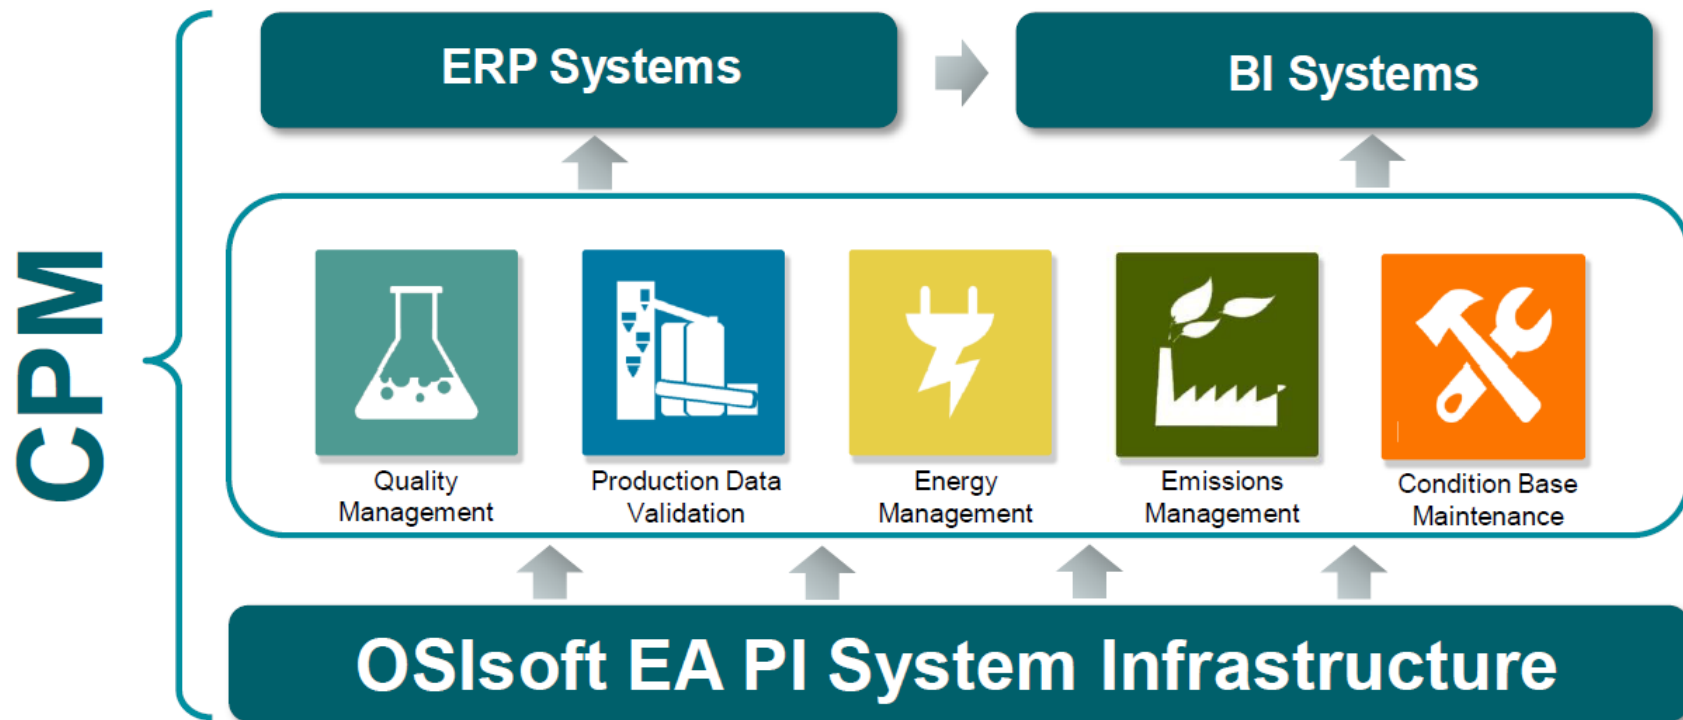 CPM
ERP Systems
BI Systems
Quality
Management
Production Data
Validation
Energy
Management
Emissions
Management
Condition Base
Maintenance
OSIsoft EA PI System Infrastructure